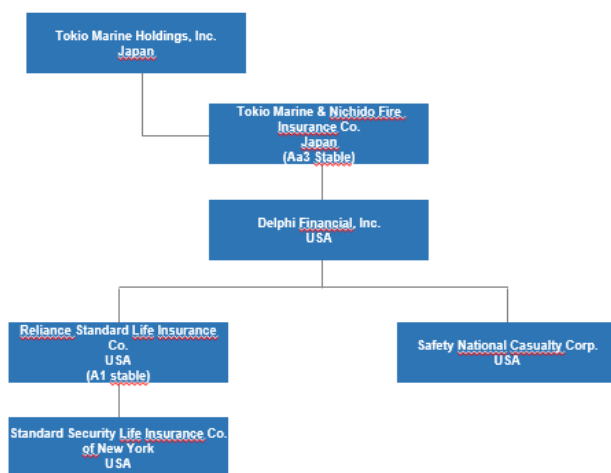 Tokio Marine Holdings, Inc.
Japan
Tokio Marine & Nichido Fire
Insurance Co.
Japan
(Aa3 Stable)
Delphi Financial, Inc.
USA
Reliance Standard Life Insurance
Co.
USA
(A1 stable)
Safety National Casualty Corp.
USA
Standard Security Life Insurance Co.
of New York
USA